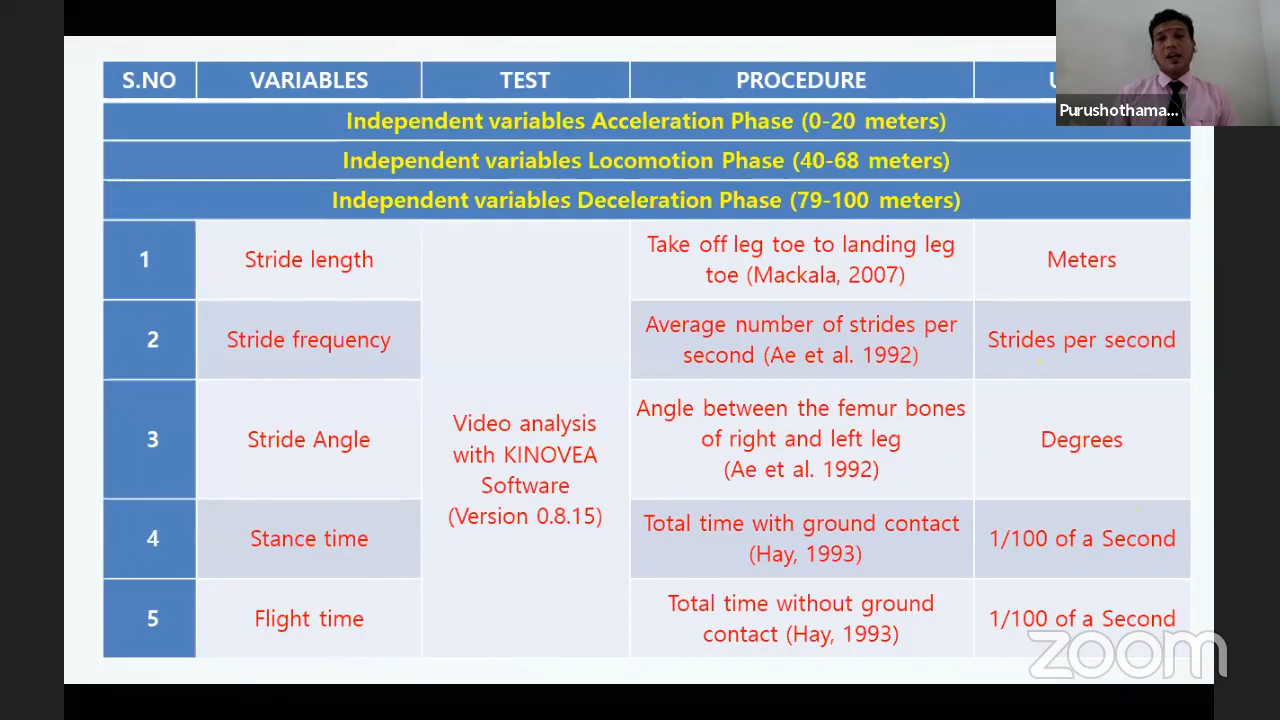 S.NO VARIABLES TEST PROCEDURE U
Purushothama...
Independent variables Acceleration Phase (0-20 meters)
Independent variables Locomotion Phase (40-68 meters)
Independent variables Deceleration Phase (79-100 meters)
1 Stride length
Take off leg toe to landing leg
toe (Mackala, 2007)
Meters
2 Stride frequency
Average number of strides per
second (Ae et al. 1992)
Strides per second
3 Stride Angle
Angle between the femur bones
of right and left leg
(Ae et al. 1992)
Degrees
Video analysis
with KINOVEA
Software
(Version 0.8.15)
4 Stance time
Total time with ground contact
(Hay, 1993)
1/100 of a Second
5 Flight time
Total time without ground
contact (Hay, 1993)
1/100 of a Second
zoom